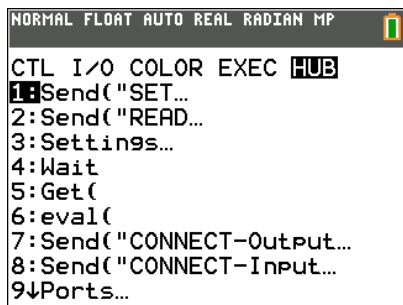 NORMAL FLOAT AUTO REAL RADIAN MP
CTL I/O COLOR EXEC HUB
1:Send("SET…
2:Send("READ…
3:Settings…
4:Wait
5:Get(
6:eval(
7:Send("CONNECT-Output…
8:Send("CONNECT-Input…
9↓Ports…